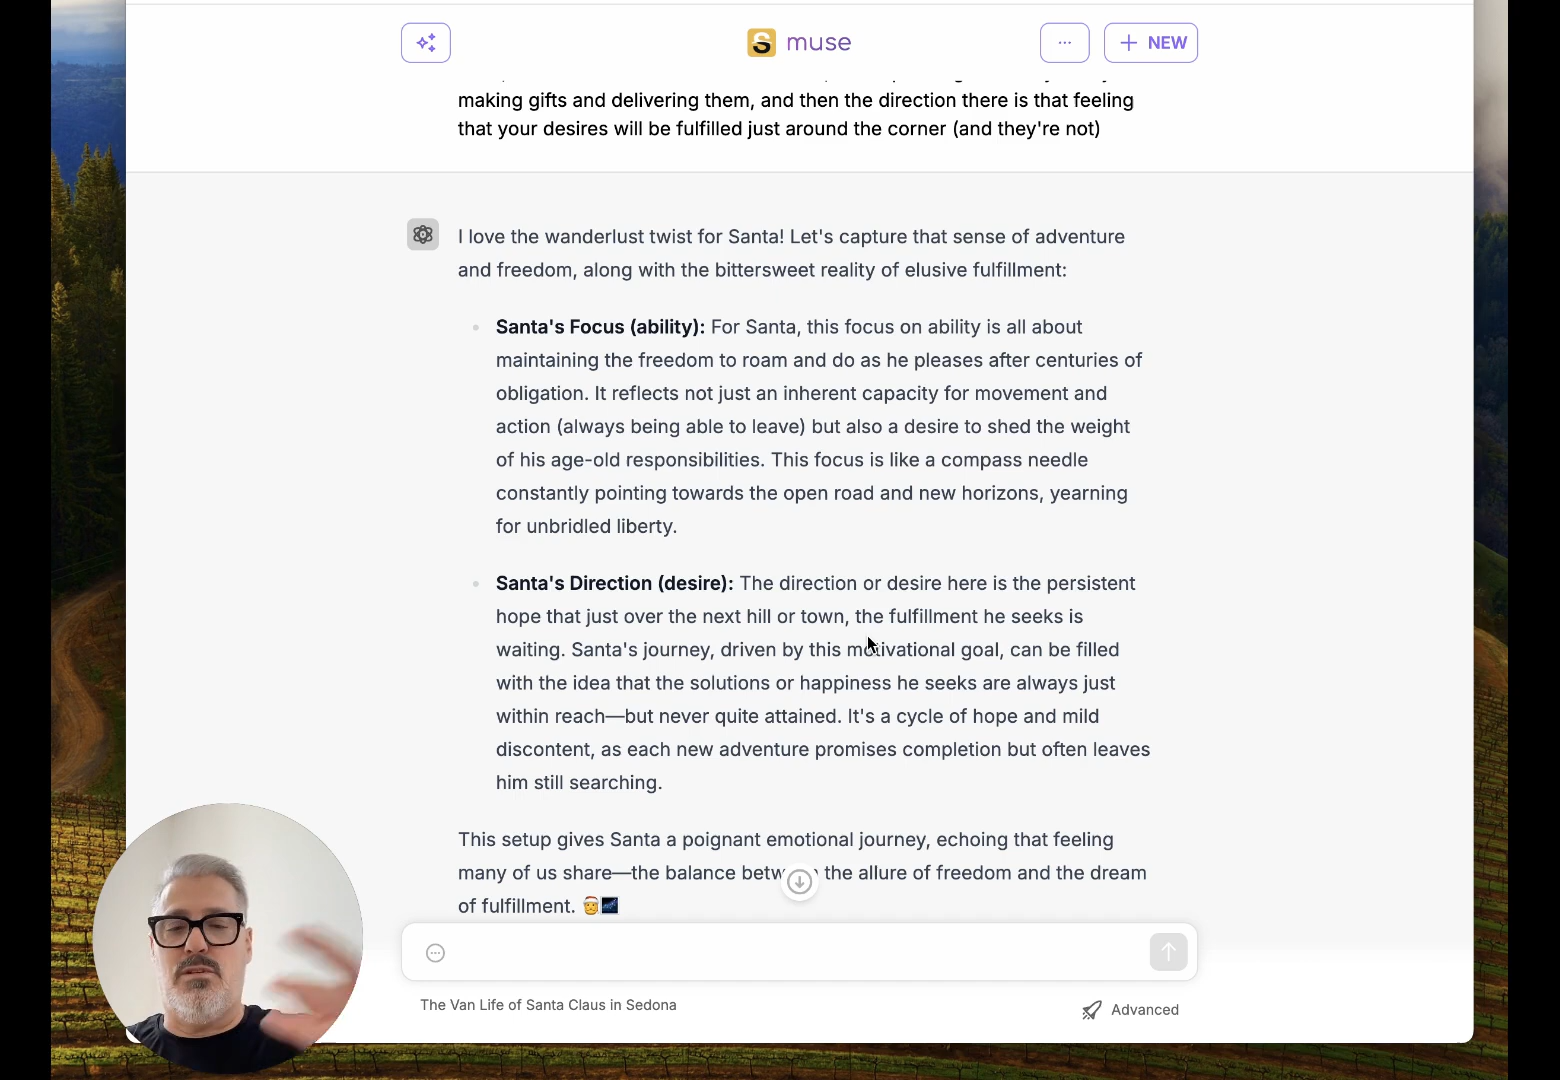 muse
...
+ NEW
making gifts and delivering them, and then the direction there is that feeling
that your desires will be fulfilled just around the corner (and they're not)
I love the wanderlust twist for Santa! Let's capture that sense of adventure
and freedom, along with the bittersweet reality of elusive fulfillment:
Santa's Focus (ability): For Santa, this focus on ability is all about
maintaining the freedom to roam and do as he pleases after centuries of
obligation. It reflects not just an inherent capacity for movement and
action (always being able to leave) but also a desire to shed the weight
of his age-old responsibilities. This focus is like a compass needle
constantly pointing towards the open road and new horizons, yearning
for unbridled liberty.
Santa's Direction (desire): The direction or desire here is the persistent
hope that just over the next hill or town, the fulfillment he seeks is
waiting. Santa's journey, driven by this motivational goal, can be filled
with the idea that the solutions or happiness he seeks are always just
within reach—but never quite attained. It's a cycle of hope and mild
discontent, as each new adventure promises completion but often leaves
him still searching.
This setup gives Santa a poignant emotional journey, echoing that feeling
many of us share—the balance between the allure of freedom and the dream
of fulfillment. 🎅🌌
The Van Life of Santa Claus in Sedona
Advanced